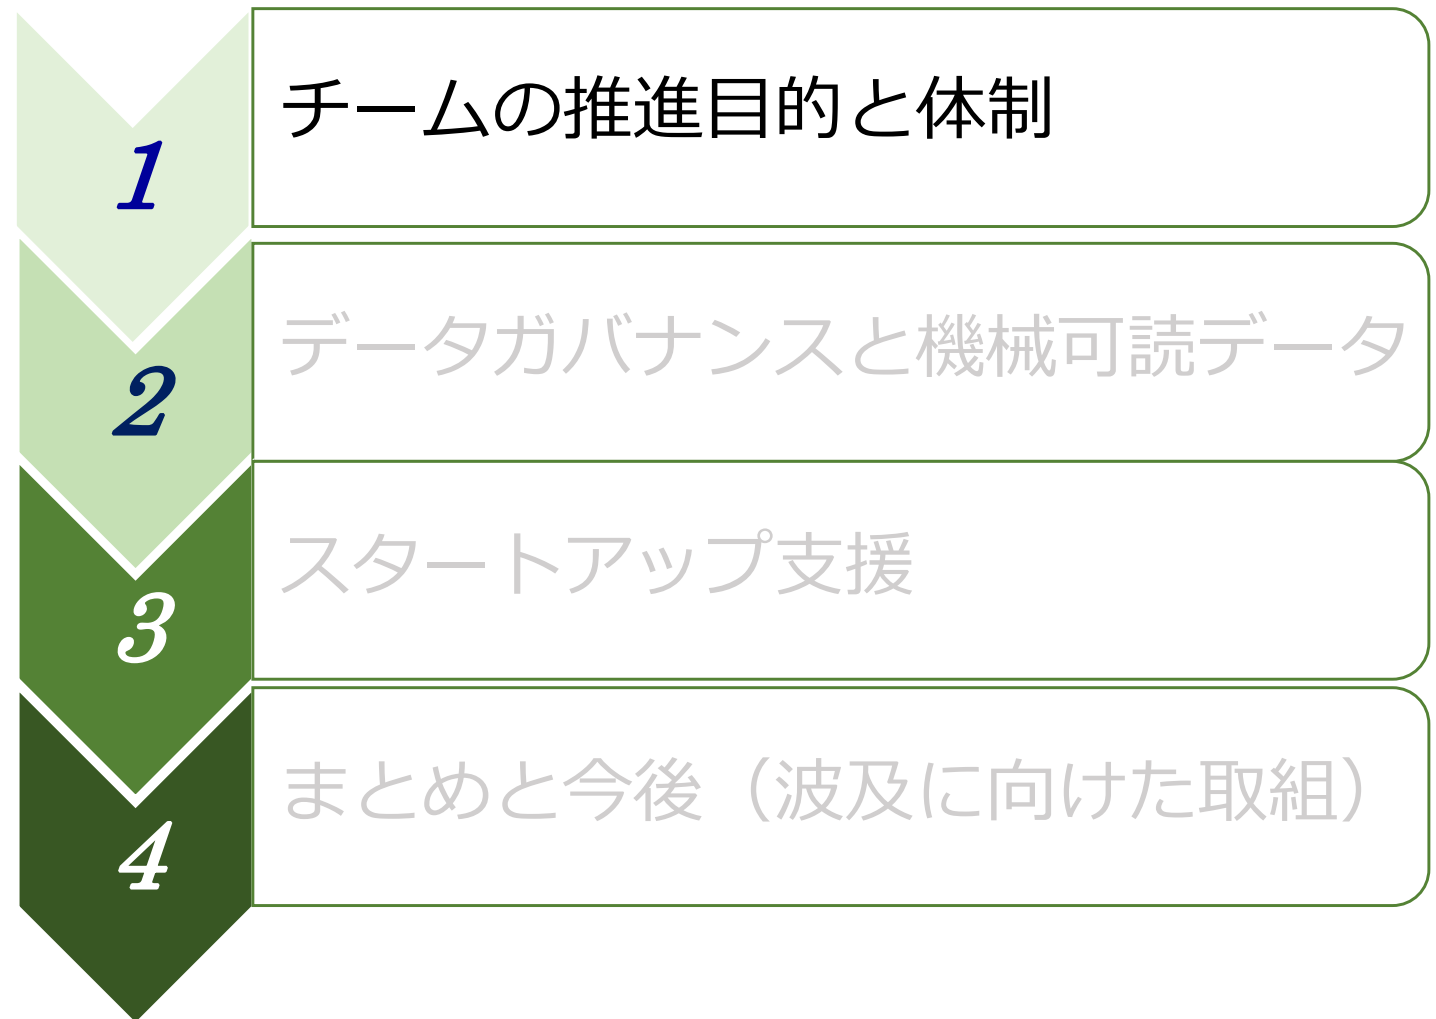 1
チームの推進目的と体制
2
データガバナンスと機械可読データ
3
スタートアップ支援
4
まとめと今後（波及に向けた取組）